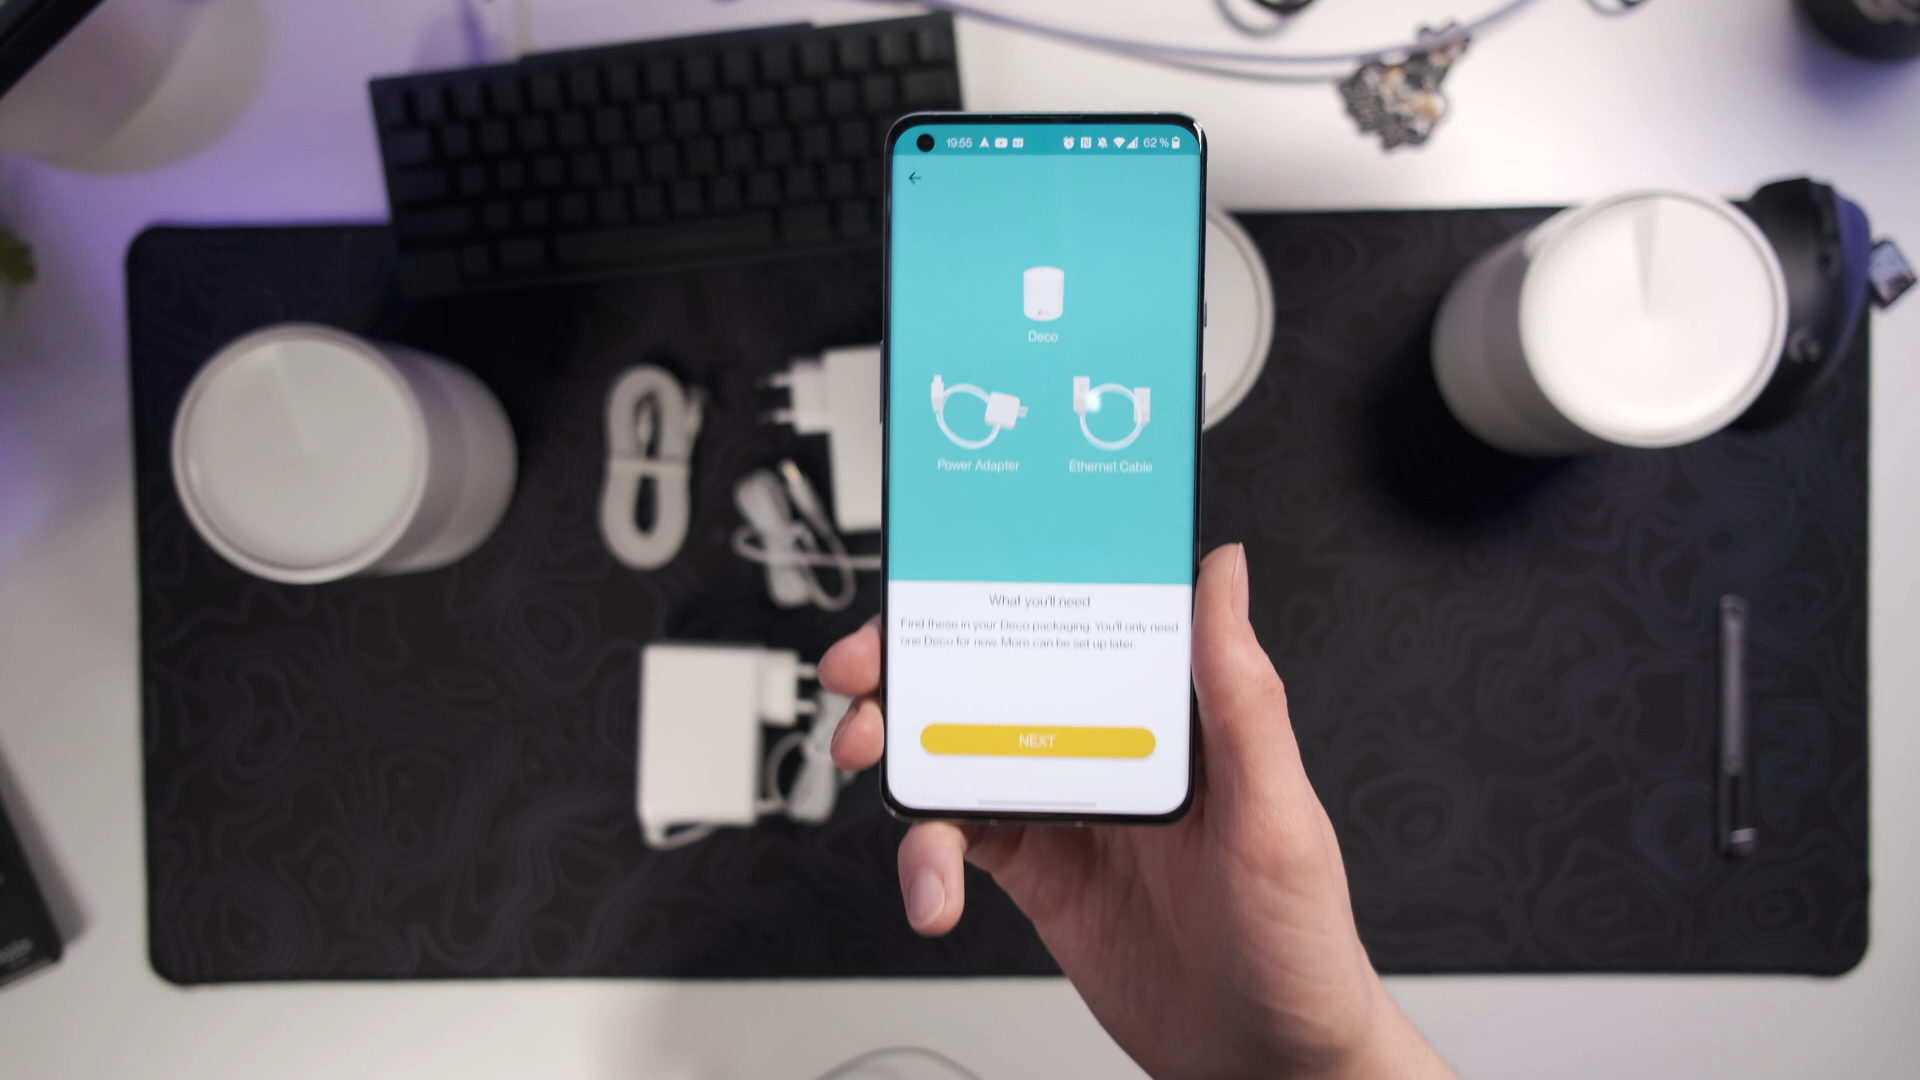 19:55 62 %
Deco
Power Adapter
Ethernet Cable
What you'll need
Find these in your Deco packaging. You'll only need
one Deco for now. More can be set up later.
NEXT